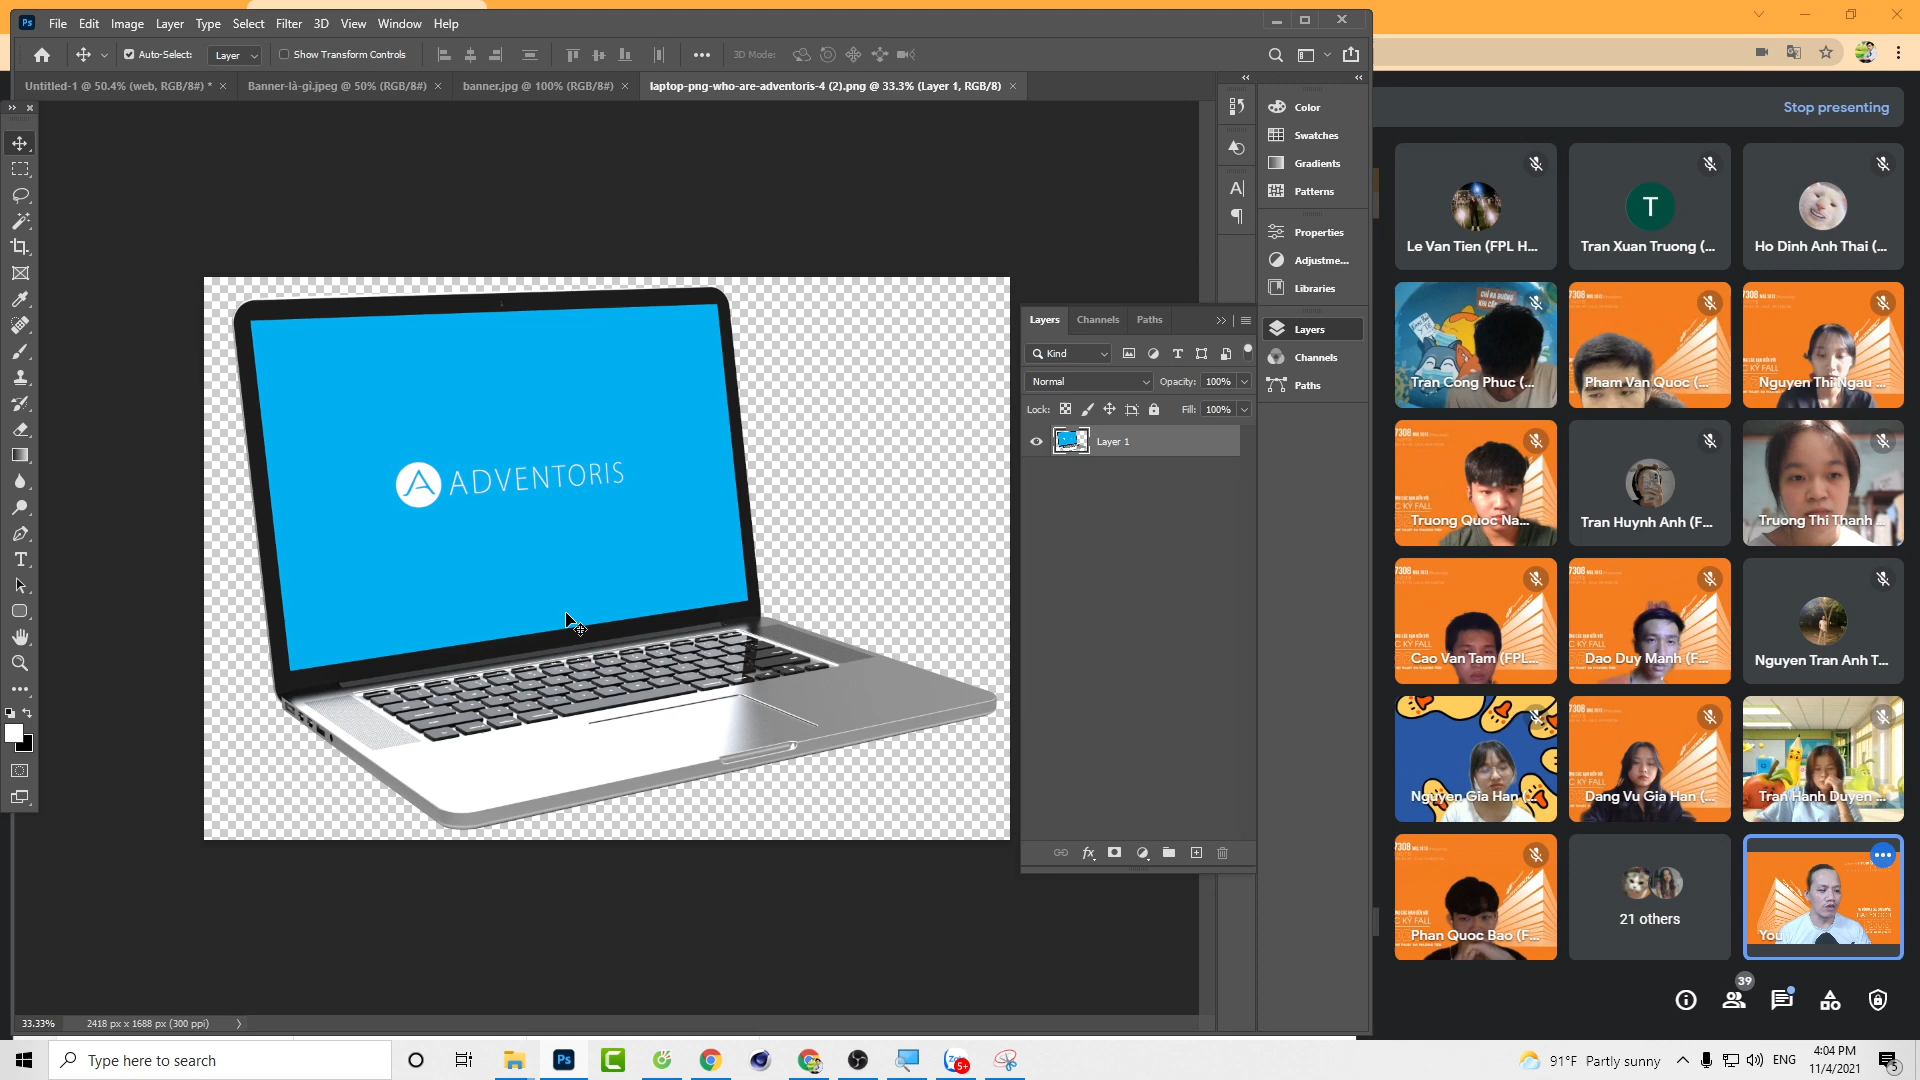 Ps File Edit Image Layer Type Select Filter 3D View Window Help
Auto-Select: Layer Show Transform Controls 3D Mode:
Untitled-1 @ 50.4% (web, RGB/8#) * × Banner-là-gì.jpeg @ 50% (RGB/8#) × banner.jpg @ 100% (RGB/8#) × laptop-png-who-are-adventoris-4 (2).png @ 33.3% (Layer 1, RGB/8) ×
Color
Swatches
Gradients
Patterns
Properties
Adjustme...
Libraries
Layers
Channels
Paths
Layers Channels Paths
Kind
Normal Opacity: 100%
Lock: Fill: 100%
Layer 1
ADVENTORIS
33.33% 2418 px x 1688 px (300 ppi)
Stop presenting
Le Van Tien (FPL H...
T
Tran Xuan Truong (...
Ho Dinh Anh Thai (...
Tran Cong Phuc (...
Pham Van Quoc (...
Nguyen Thi Ngau ...
Truong Quoc Na...
Tran Huynh Anh (F...
Truong Thi Thanh ...
Cao Van Tam (FPL...
Dao Duy Manh (F...
Nguyen Tran Anh T...
Nguyen Gia Han (...
Dang Vu Gia Han (...
Tran Hanh Duyen ...
Phan Quoc Bao (F...
21 others
You
39
Type here to search
91°F Partly sunny ENG
4:04 PM
11/4/2021
5